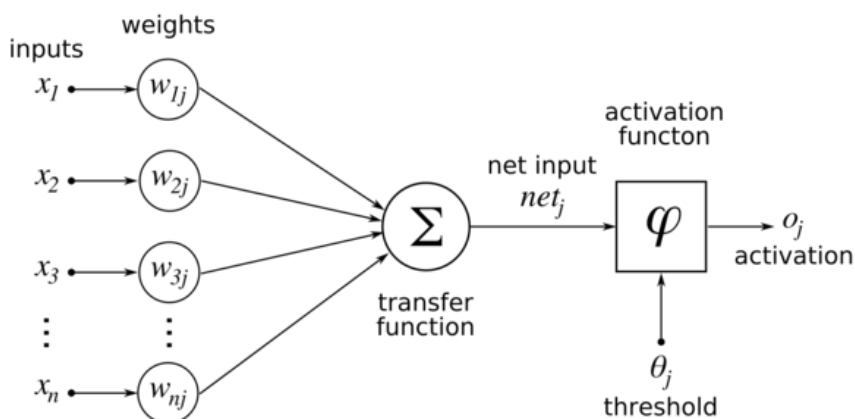 inputs
weights
x₁
w₁ⱼ
x₂
w₂ⱼ
x₃
w₃ⱼ
⋮
⋮
xₙ
wₙⱼ
Σ
transfer
function
net input
netⱼ
activation
functon
φ
oⱼ
activation
θⱼ
threshold